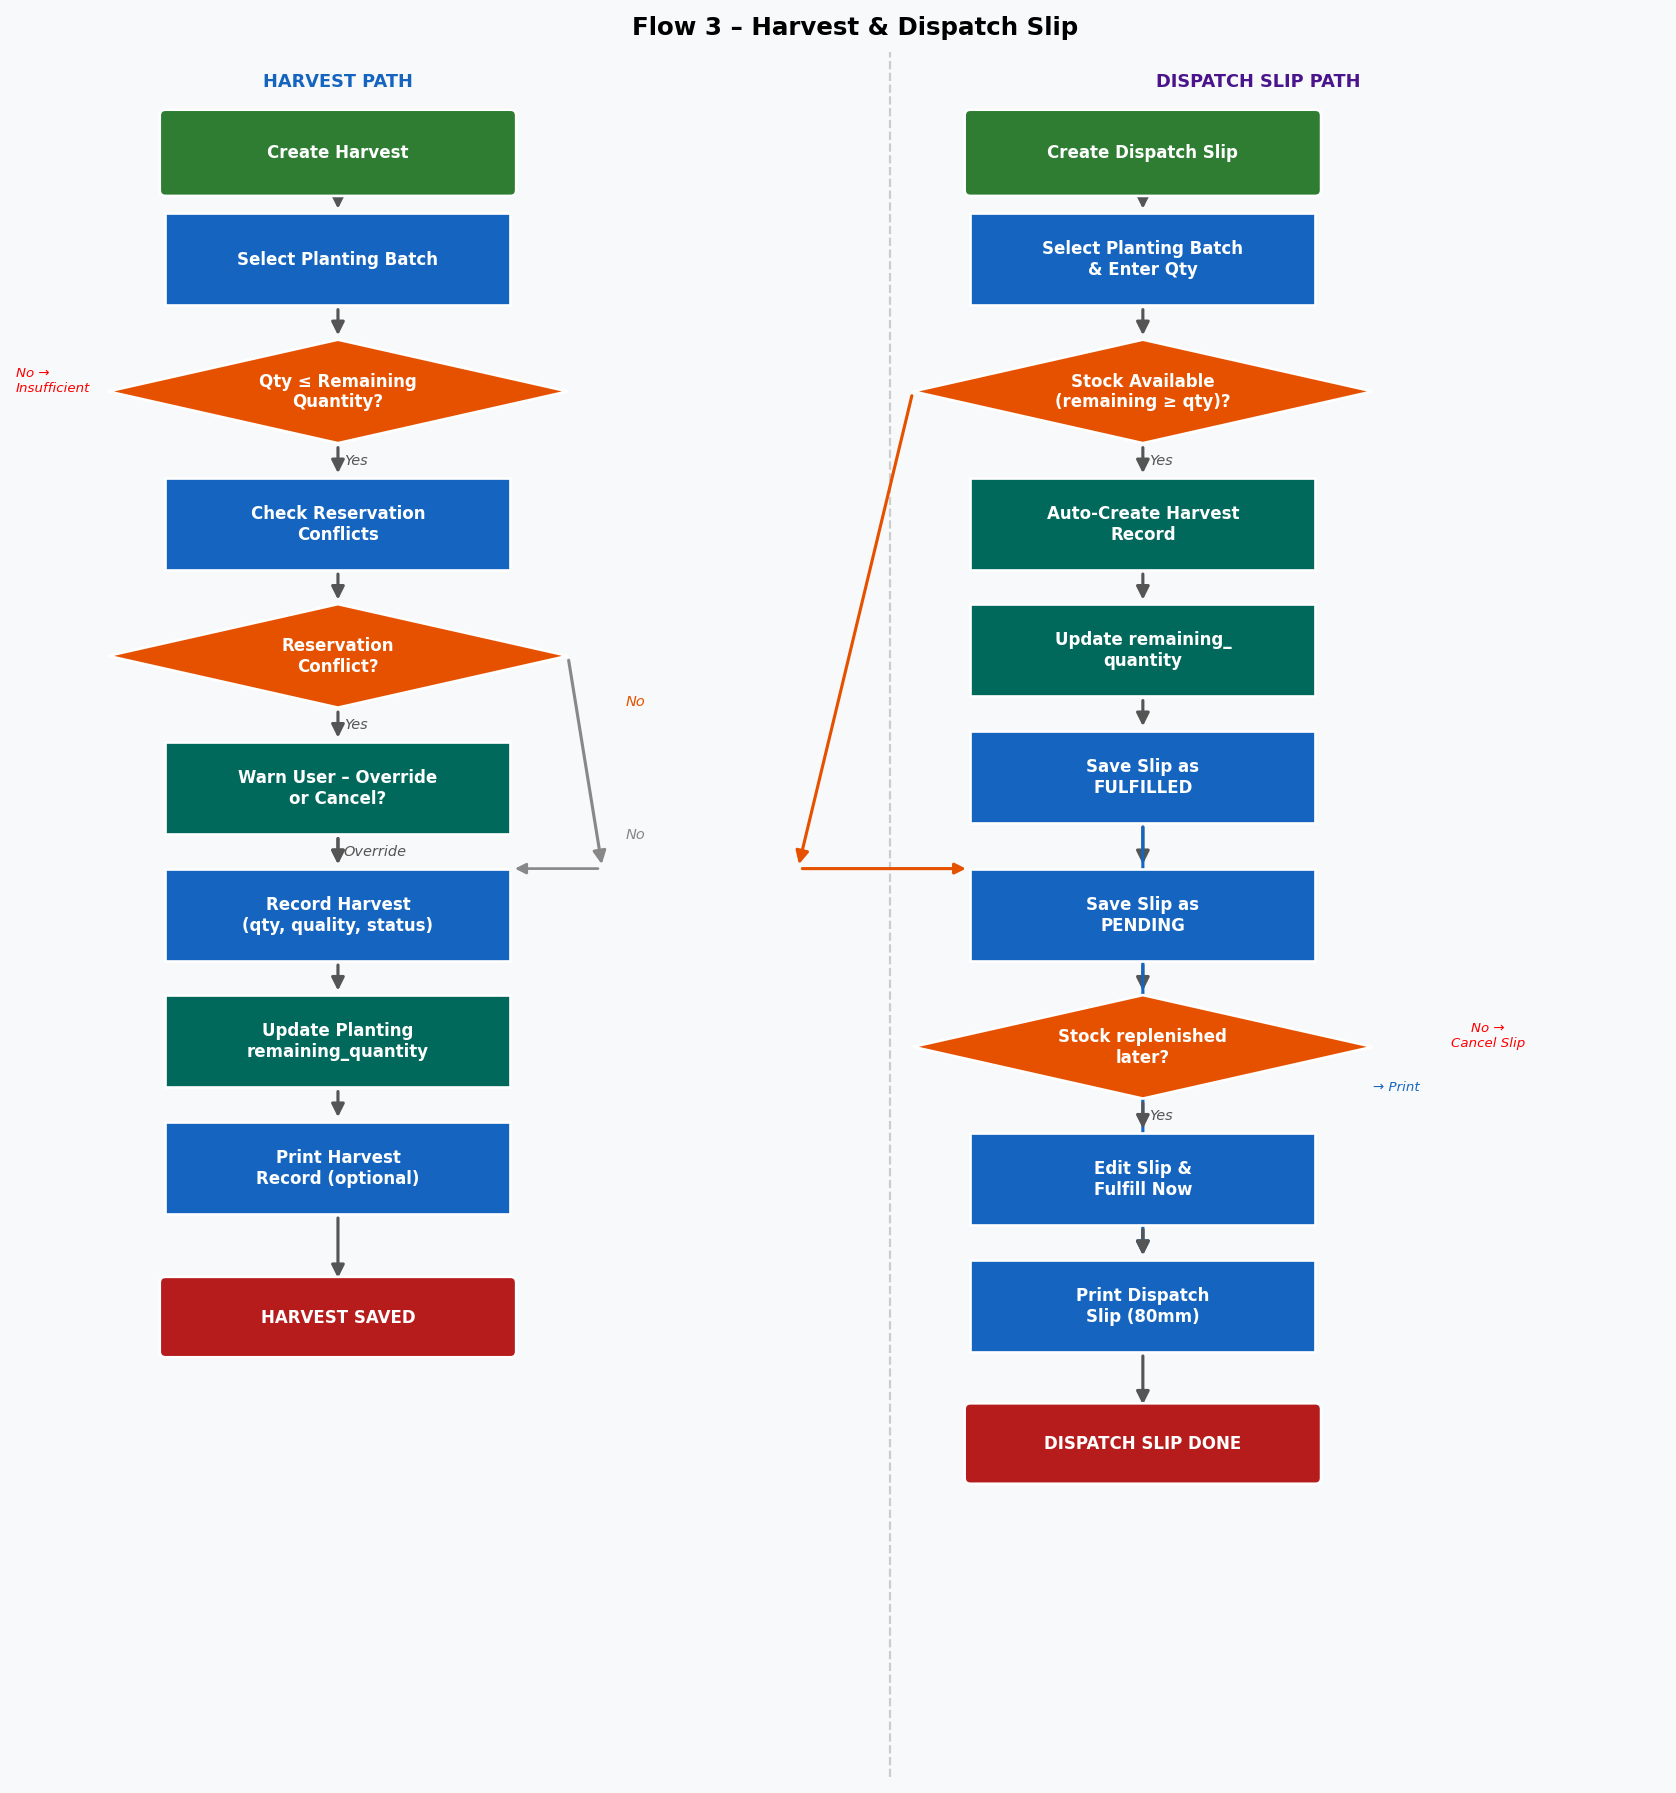 Flow 3 – Harvest & Dispatch Slip
HARVEST PATH
Create Harvest
Select Planting Batch
Qty ≤ Remaining
Quantity?
No →
Insufficient
Yes
Check Reservation
Conflicts
Reservation
Conflict?
No
Yes
Warn User – Override
or Cancel?
No
Override
Record Harvest
(qty, quality, status)
Update Planting
remaining_quantity
Print Harvest
Record (optional)
HARVEST SAVED
DISPATCH SLIP PATH
Create Dispatch Slip
Select Planting Batch
& Enter Qty
Stock Available
(remaining ≥ qty)?
Yes
Auto-Create Harvest
Record
Update remaining_
quantity
Save Slip as
FULFILLED
Save Slip as
PENDING
Stock replenished
later?
No →
Cancel Slip
→ Print
Yes
Edit Slip &
Fulfill Now
Print Dispatch
Slip (80mm)
DISPATCH SLIP DONE